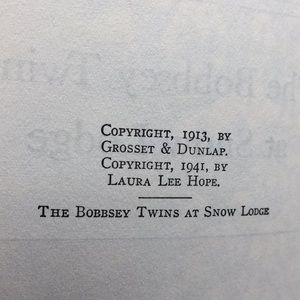 COPYRIGHT, 1913, BY
GROSSET & DUNLAP.
COPYRIGHT, 1941, BY
LAURA LEE HOPE.
THE BOBBSEY TWINS AT SNOW LODGE